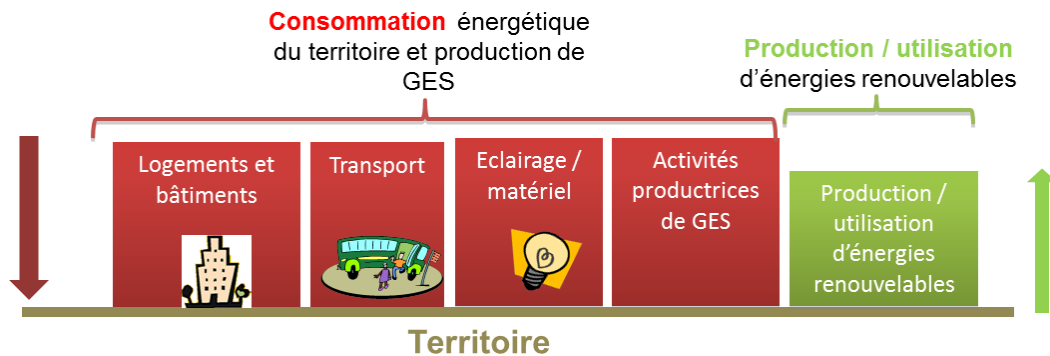 Consommation énergétique
du territoire et production de
GES
Production / utilisation
d’énergies renouvelables
Logements et
bâtiments
Transport
Eclairage /
matériel
Activités
productrices
de GES
Production /
utilisation
d’énergies
renouvelables
Territoire